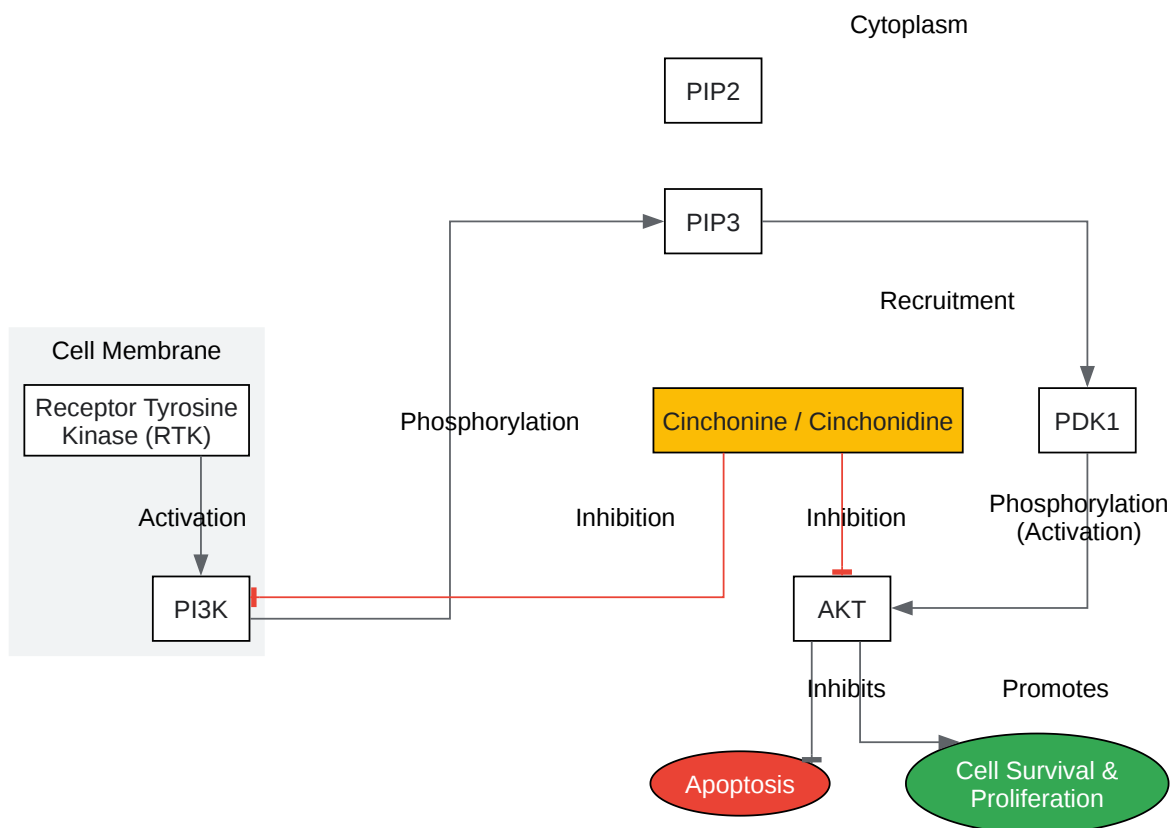 Cytoplasm
PIP2
PIP3
Recruitment
Cell Membrane
Receptor Tyrosine
Kinase (RTK)
Phosphorylation
Cinchonine / Cinchonidine
PDK1
Activation
Inhibition
Inhibition
Phosphorylation
(Activation)
PI3K
AKT
Inhibits
Promotes
Apoptosis
Cell Survival &
Proliferation